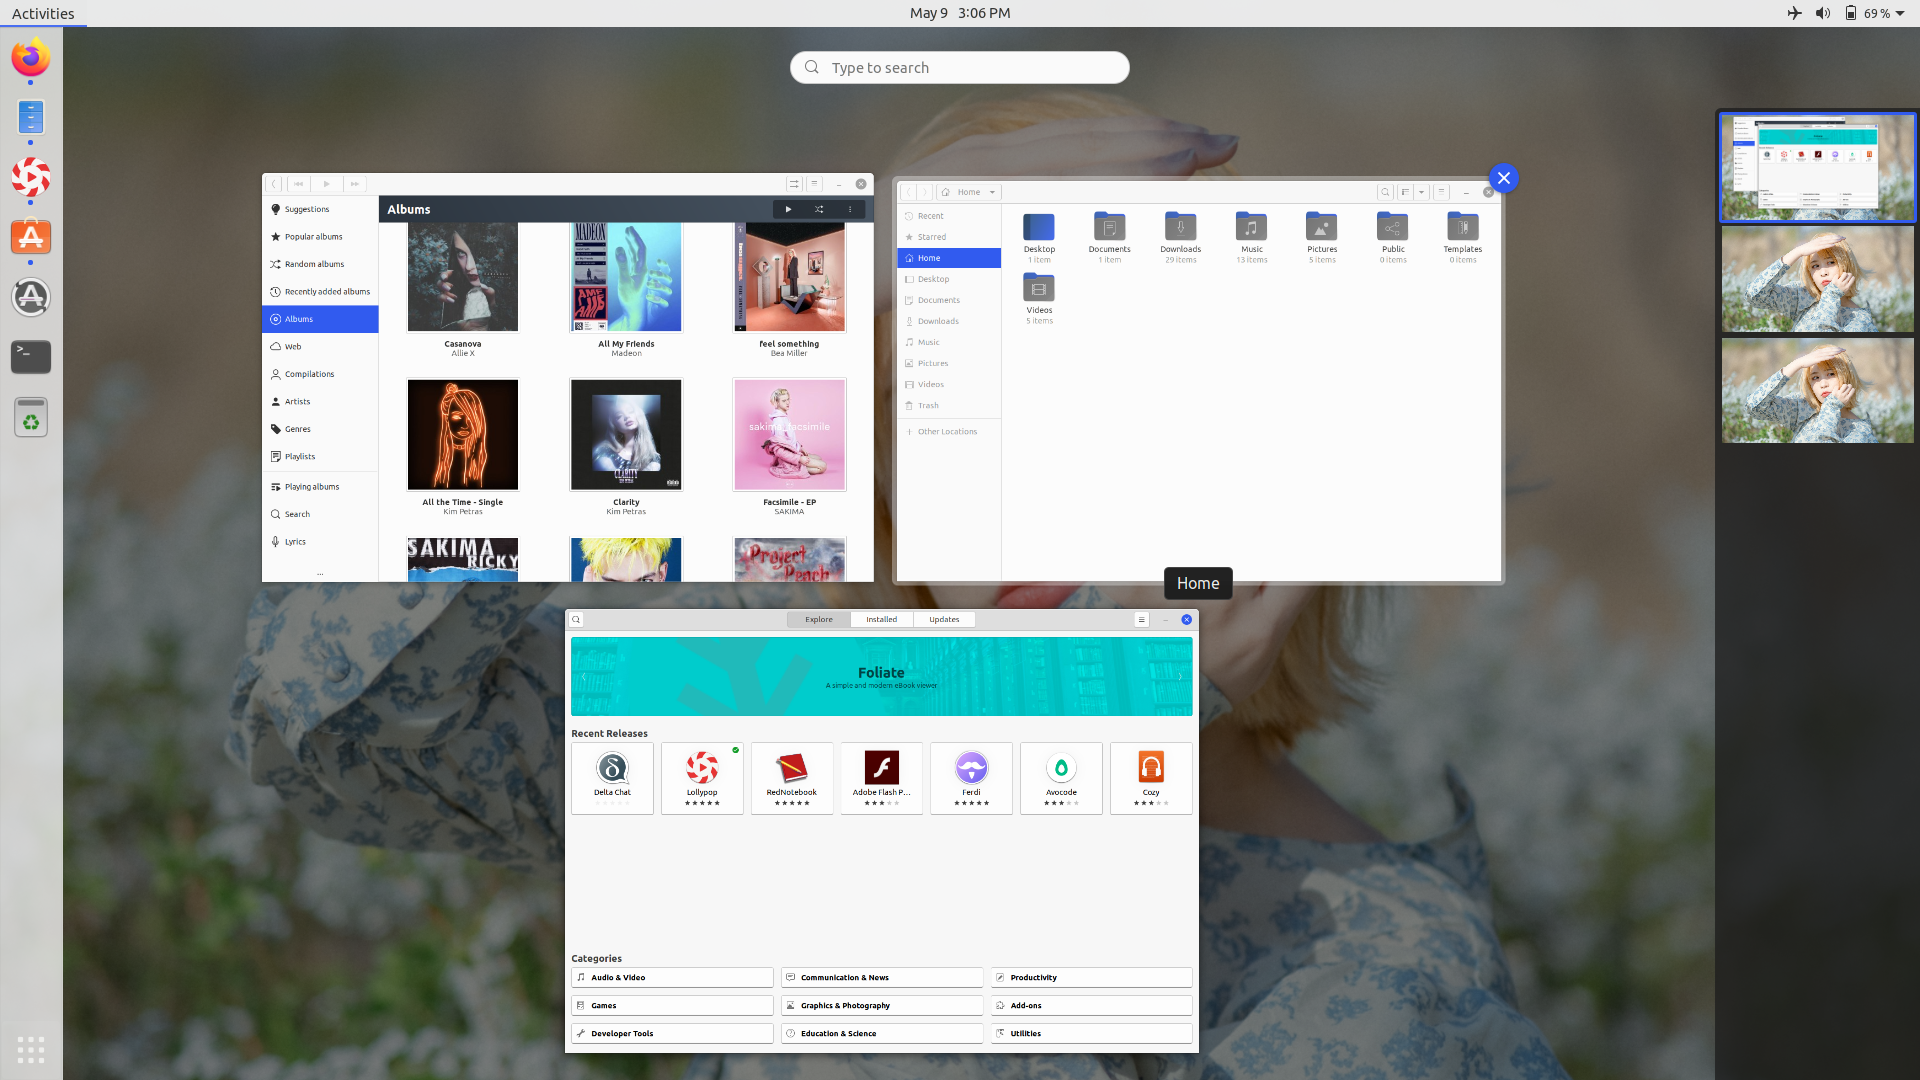 Activities
May 9 3:06 PM
69 %
Type to search
Suggestions
Popular albums
Random albums
Recently added albums
Albums
Web
Compilations
Artists
Genres
Playlists
Playing albums
Search
Lyrics
...
Albums
MADEON
Casanova
Allie X
All My Friends
Madeon
feel something
Bea Miller
sakima facsimile
CLARITY
All the Time - Single
Kim Petras
Clarity
Kim Petras
Facsimile - EP
SAKIMA
SAKIMA
RICKY
Project
Peach
Home
Recent
Starred
Home
Desktop
Documents
Downloads
Music
Pictures
Videos
Trash
Other Locations
Desktop
1 item
Documents
1 item
Downloads
29 items
Music
13 items
Pictures
5 items
Public
0 items
Templates
0 items
Videos
5 items
Home
Explore
Installed
Updates
Foliate
A simple and modern eBook viewer
Recent Releases
Delta Chat
Lollypop
RedNotebook
Adobe Flash P...
Ferdi
Avocode
Cozy
Categories
Audio & Video
Communication & News
Productivity
Games
Graphics & Photography
Add-ons
Developer Tools
Education & Science
Utilities